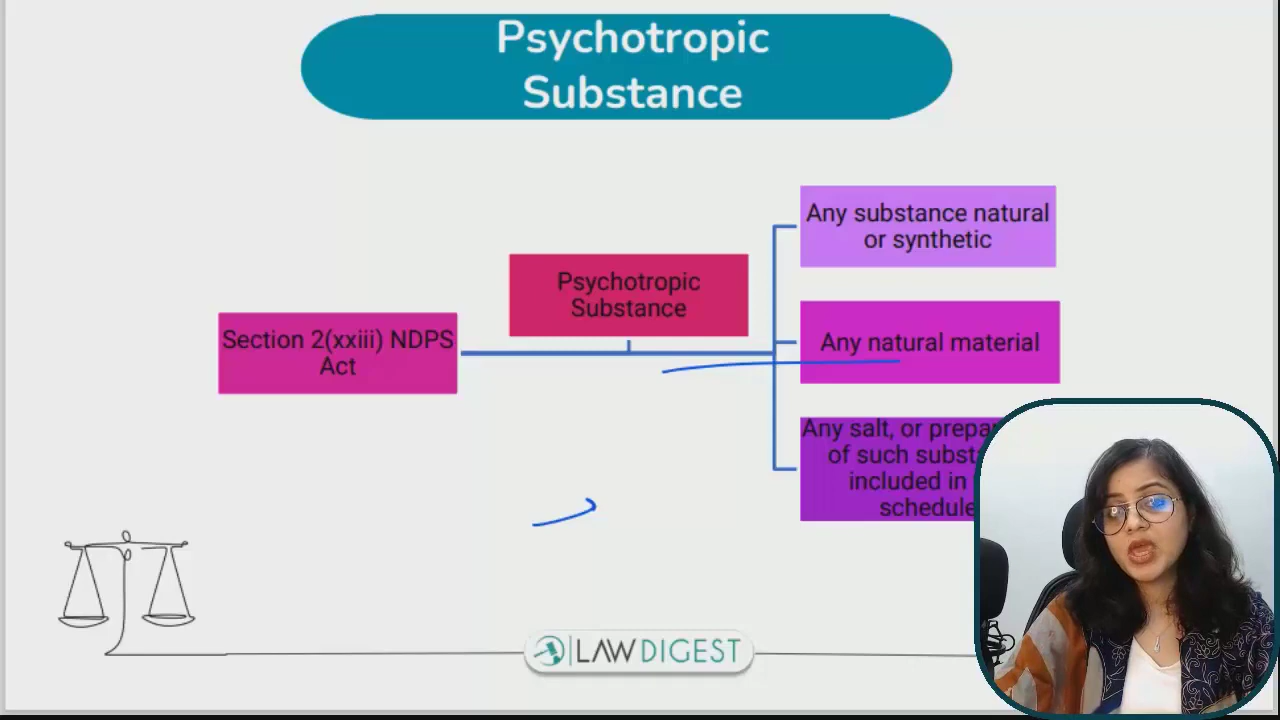 Psychotropic
Substance
Any substance natural
or synthetic
Psychotropic
Substance
Section 2(xxiii) NDPS
Act
Any natural material
Any salt, or
of such
included in
schedule
LAWDIGEST